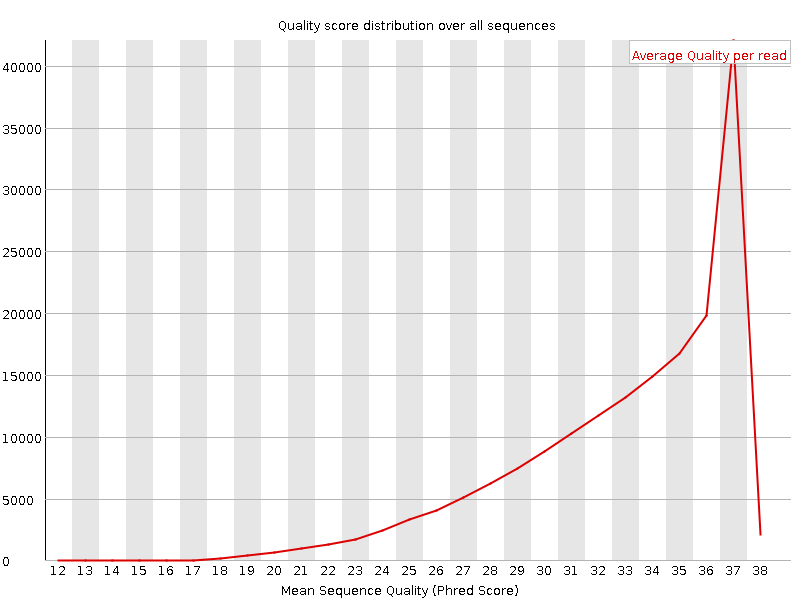 Quality score distribution over all sequences
Average Quality per read
40000
35000
30000
25000
20000
15000
10000
5000
0
12 13 14 15 16 17 18 19 20 21 22 23 24 25 26 27 28 29 30 31 32 33 34 35 36 37 38
Mean Sequence Quality (Phred Score)